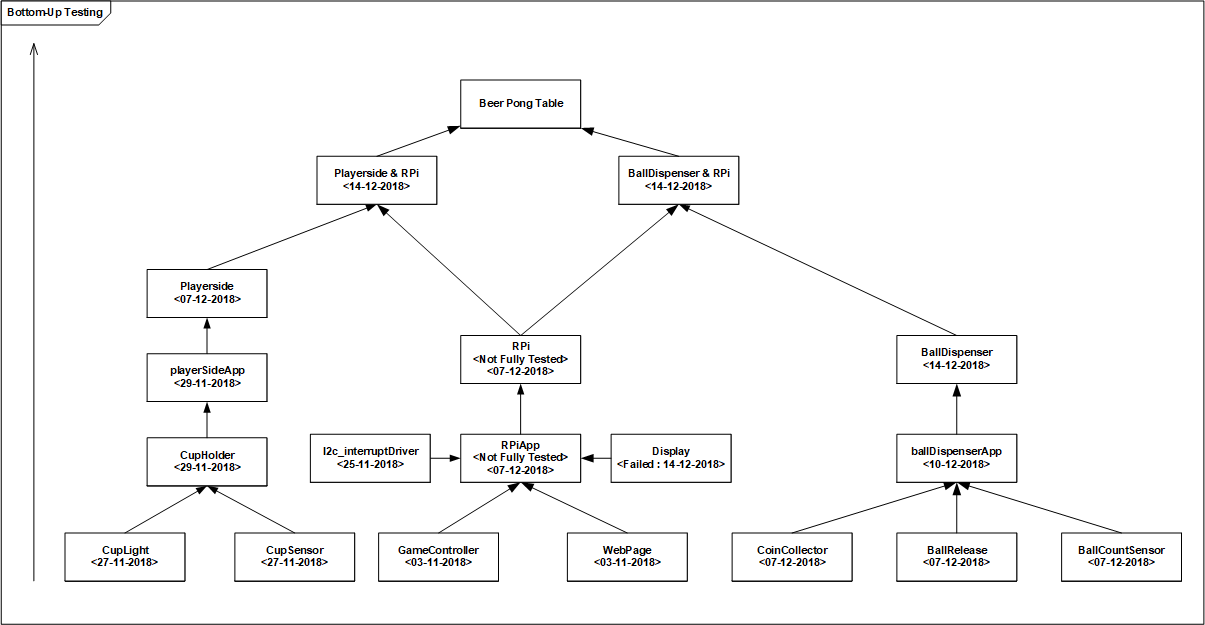 Bottom-Up Testing
Beer Pong Table
Playerside & RPi
<14-12-2018>
BallDispenser & RPi
<14-12-2018>
Playerside
<07-12-2018>
RPi
<Not Fully Tested>
<07-12-2018>
BallDispenser
<14-12-2018>
playerSideApp
<29-11-2018>
CupHolder
<29-11-2018>
I2c_interruptDriver
<25-11-2018>
RPiApp
<Not Fully Tested>
<07-12-2018>
Display
<Failed : 14-12-2018>
ballDispenserApp
<10-12-2018>
CupLight
<27-11-2018>
CupSensor
<27-11-2018>
GameController
<03-11-2018>
WebPage
<03-11-2018>
CoinCollector
<07-12-2018>
BallRelease
<07-12-2018>
BallCountSensor
<07-12-2018>